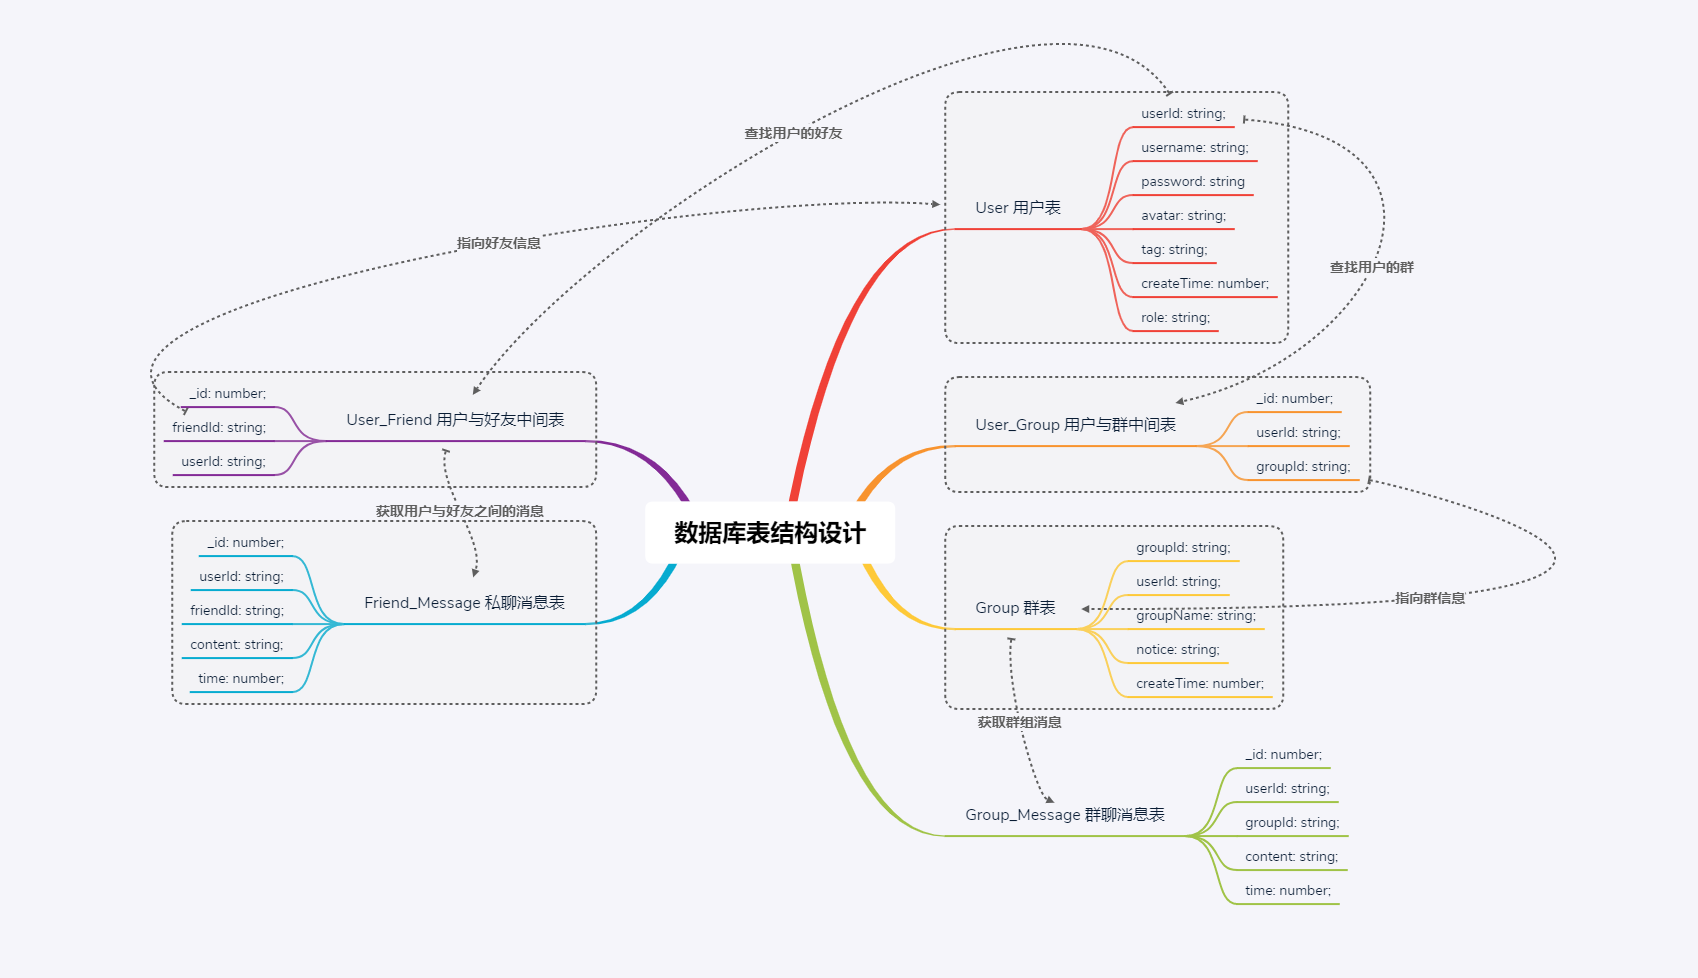 数据库表结构设计
User 用户表
userId: string;
username: string;
password: string
avatar: string;
tag: string;
createTime: number;
role: string;
查找用户的好友
指向好友信息
查找用户的群
User_Friend 用户与好友中间表
_id: number;
friendId: string;
userId: string;
User_Group 用户与群中间表
_id: number;
userId: string;
groupId: string;
获取用户与好友之间的消息
Friend_Message 私聊消息表
_id: number;
userId: string;
friendId: string;
content: string;
time: number;
Group 群表
groupId: string;
userId: string;
groupName: string;
notice: string;
createTime: number;
指向群信息
获取群组消息
Group_Message 群聊消息表
_id: number;
userId: string;
groupId: string;
content: string;
time: number;